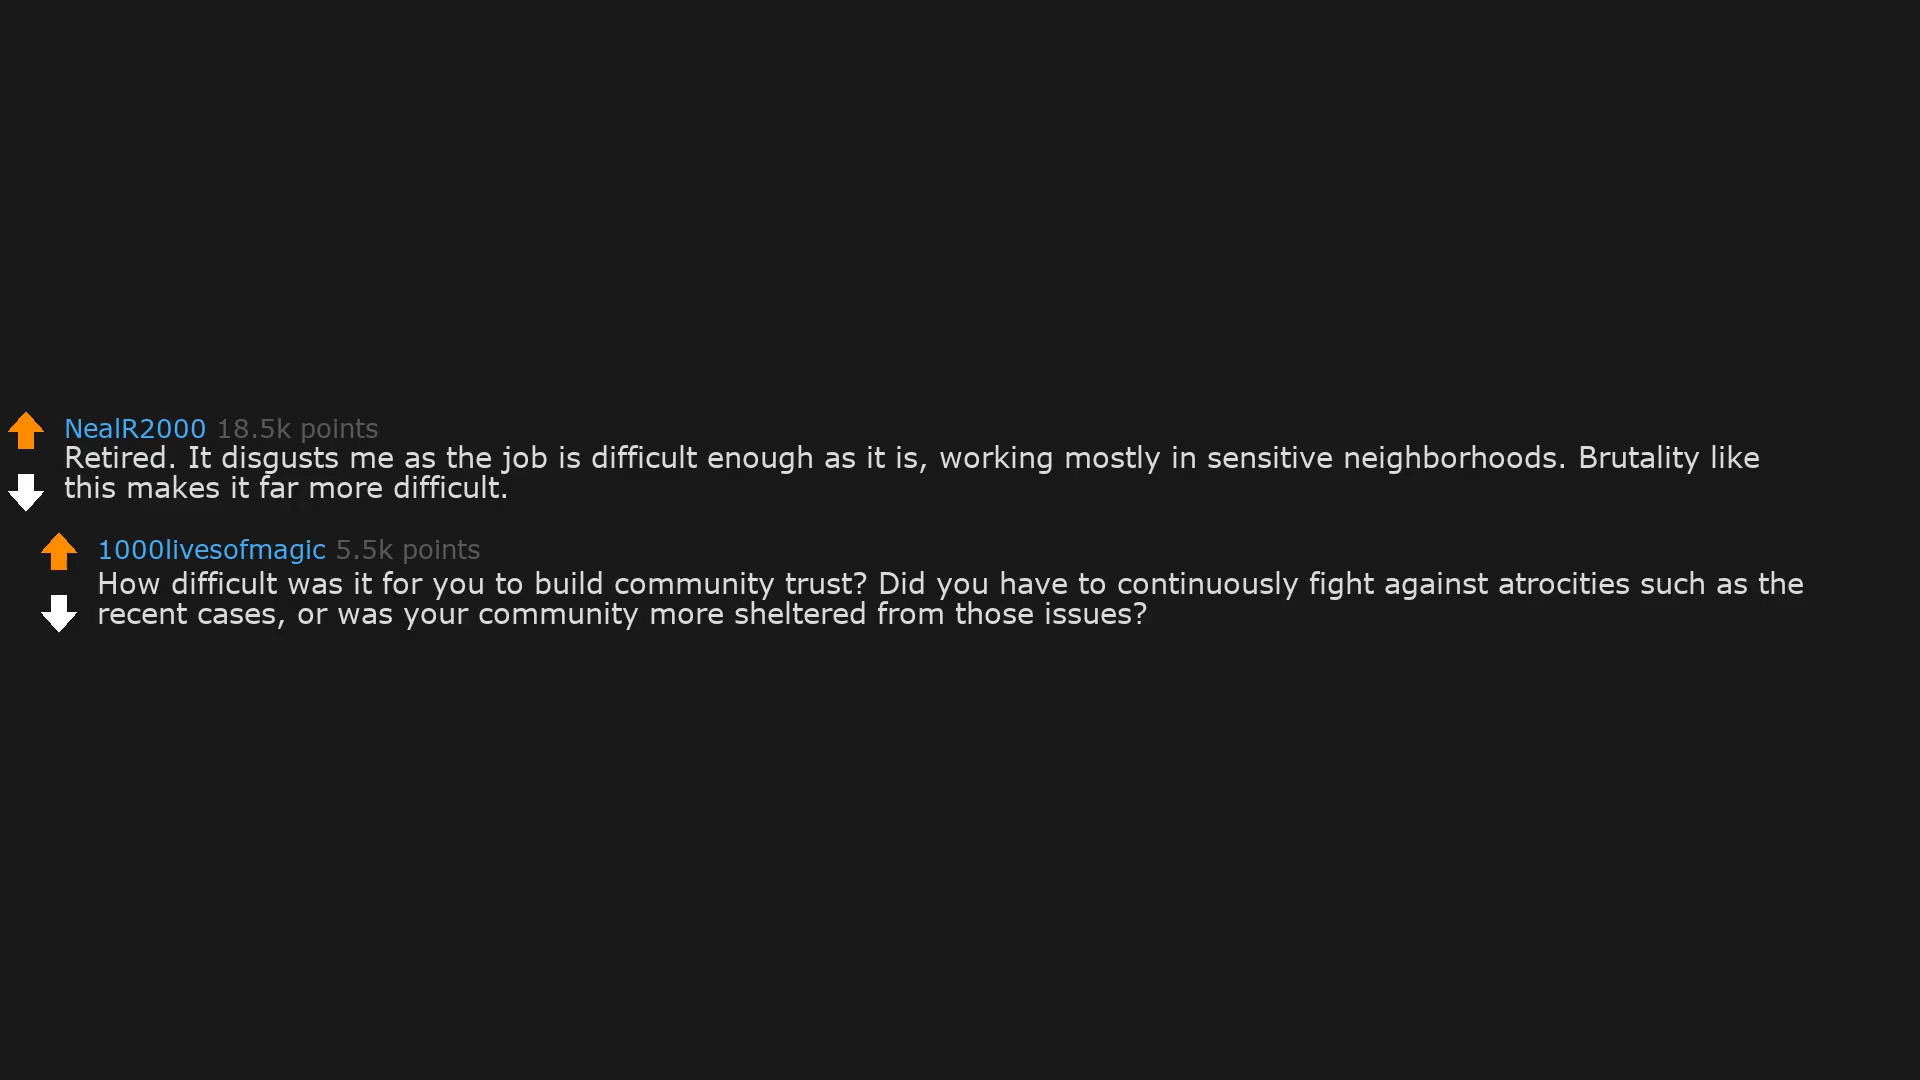 NealR2000 18.5k points
Retired. It disgusts me as the job is difficult enough as it is, working mostly in sensitive neighborhoods. Brutality like
this makes it far more difficult.
1000livesofmagic 5.5k points
How difficult was it for you to build community trust? Did you have to continuously fight against atrocities such as the
recent cases, or was your community more sheltered from those issues?